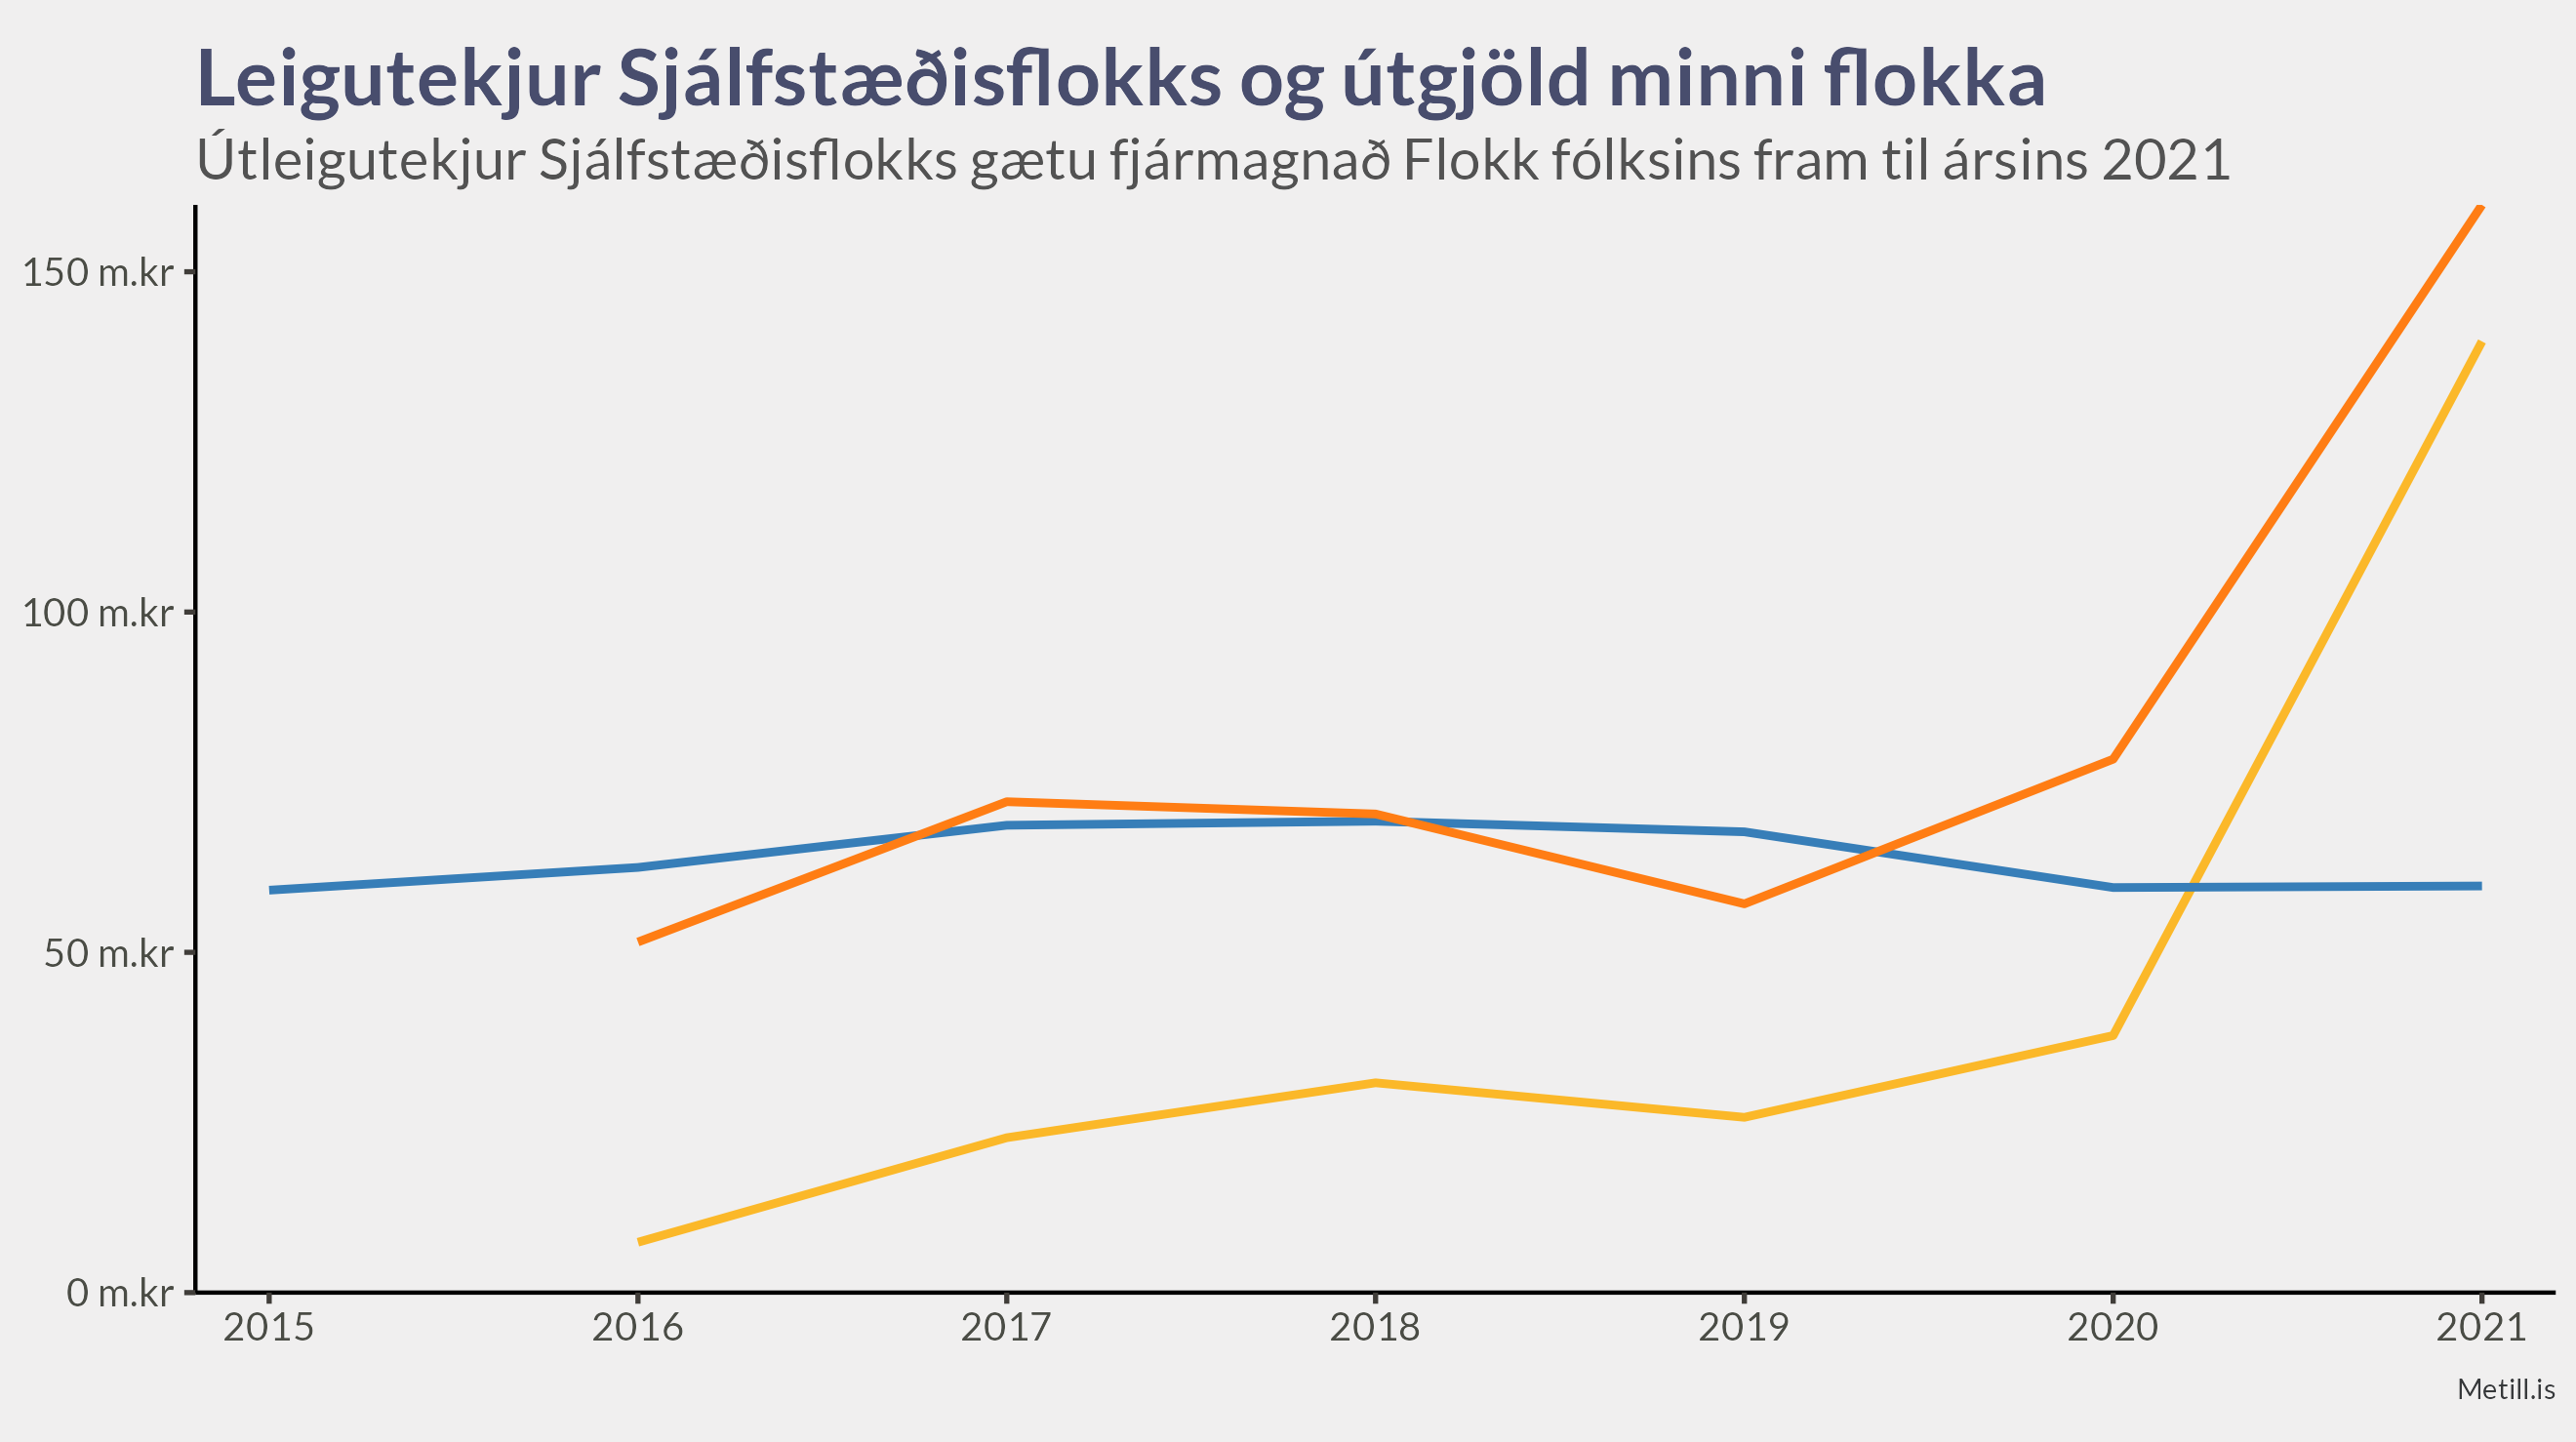 Leigutekjur Sjálfstæðisflokks og útgjöld minni flokka
Útleigutekjur Sjálfstæðisflokks gætu fjármagnað Flokk fólksins fram til ársins 2021
150 m.kr
100 m.kr
50 m.kr
0 m.kr
2015
2016
2017
2018
2019
2020
2021
Metill.is